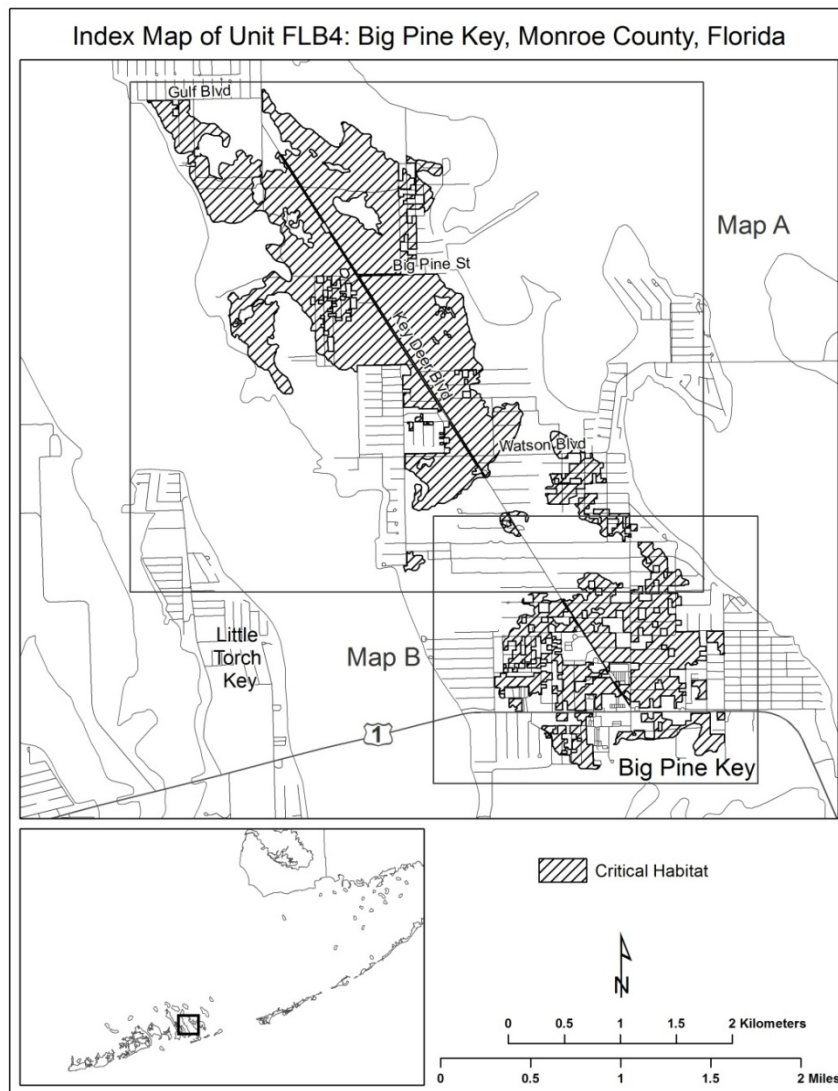 Index Map of Unit FLB4: Big Pine Key, Monroe County, Florida
Gulf Blvd
Map A
Big Pine St
Key Deer Blvd
Watson Blvd
Little
Torch
Key
Map B
1
Big Pine Key
Critical Habitat
N
0 0.5 1 1.5 2 Kilometers
0 0.5 1 1.5 2 Miles